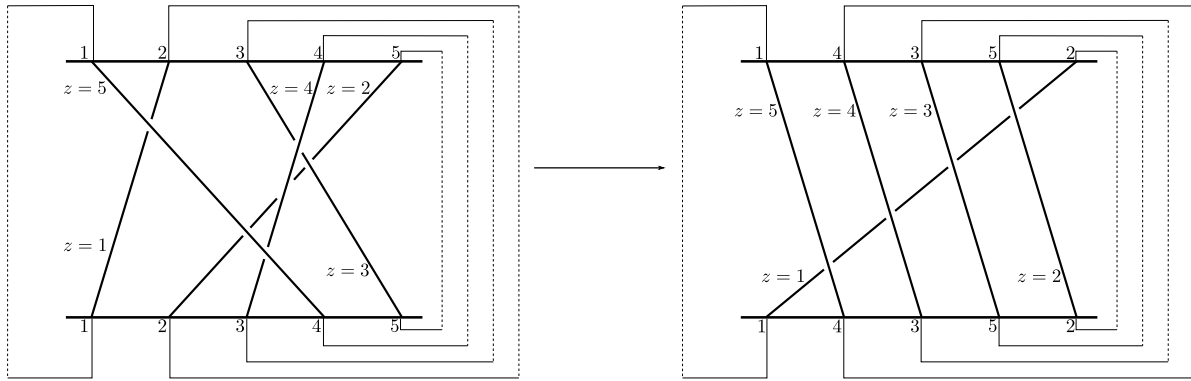 1 2 3 4 5 1 4 3 5 2
z = 5 z = 4 z = 2
z = 5 z = 4 z = 3
z = 1
z = 3 z = 1 z = 2
1 2 3 4 5 1 4 3 5 2